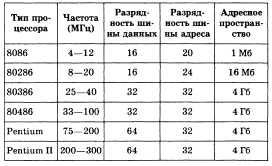 Тип про-
цессора
Частота
(МГц)
Разряд-
ность ши-
ны данных
Разряд-
ность ши-
ны адреса
Адресное
простран-
ство
8086 4—12 16 20 1 Мб
80286 8—20 16 24 16 Мб
80386 25—40 32 32 4 Гб
80486 33—100 32 32 4 Гб
Pentium 75—200 64 32 4 Гб
Pentium II 200—300 64 32 4 Гб